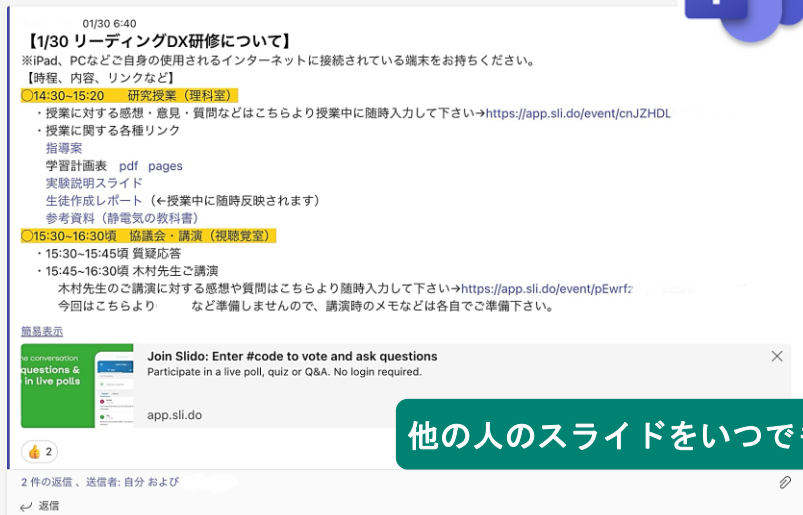 01/30 6:40
【1/30 リーディングDX研修について】
※iPad、PCなどご自身の使用されるインターネットに接続されている端末をお持ちください。
【時程、内容、リンクなど】
○14:30~15:20 研究授業（理科室）
・授業に対する感想・意見・質問などはこちらより授業中に随時入力して下さい→https://app.sli.do/event/cnJZHDL
・授業に関する各種リンク
指導案
学習計画表 pdf pages
実験説明スライド
生徒作成レポート（←授業中に随時反映されます）
参考資料（静電気の教科書）
○15:30~16:30頃 協議会・講演（視聴覚室）
・15:30~15:45頃 質疑応答
・15:45~16:30頃 木村先生ご講演
木村先生のご講演に対する感想や質問はこちらより随時入力して下さい→https://app.sli.do/event/pEwrfz
今回はこちらより など準備しませんので、講演時のメモなどは各自でご準備下さい。
簡易表示
conversation
questions &
in live polls
Join Slido: Enter #code to vote and ask questions
Participate in a live poll, quiz or Q&A. No login required.
app.sli.do
他の人のスライドをいつで
👍 2
2 件の返信 、送信者: 自分 および
返信